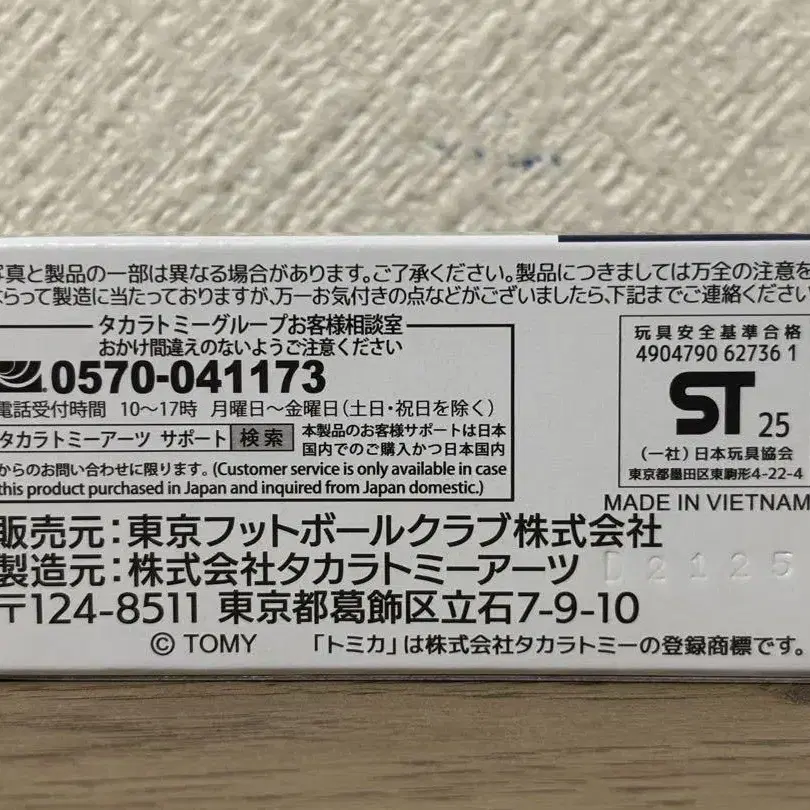 写真と製品の一部は異なる場合があります。ご了承ください。製品につきましては万全の注意を
はらって製造に当たっておりますが、万一お気付きの点などがございましたら、下記までご連絡ください
タカラトミーグループお客様相談室
おかけ間違えのないようご注意ください
0570-041173
電話受付時間 10〜17時 月曜日〜金曜日(土日・祝日を除く)
タカラトミーアーツ サポート 検索
本製品のお客様サポートは日本
国内でのご購入かつ日本国内
からのお問い合わせに限ります。(Customer service is only available in case
this product purchased in Japan and inquired from Japan domestic.)
玩具安全基準合格
4904790 62736 1
ST 25
(一社)日本玩具協会
東京都墨田区東駒形4-22-4
MADE IN VIETNAM
販売元:東京フットボールクラブ株式会社
製造元:株式会社タカラトミーアーツ
D2125
〒124-8511 東京都葛飾区立石7-9-10
© TOMY 「トミカ」は株式会社タカラトミーの登録商標です。